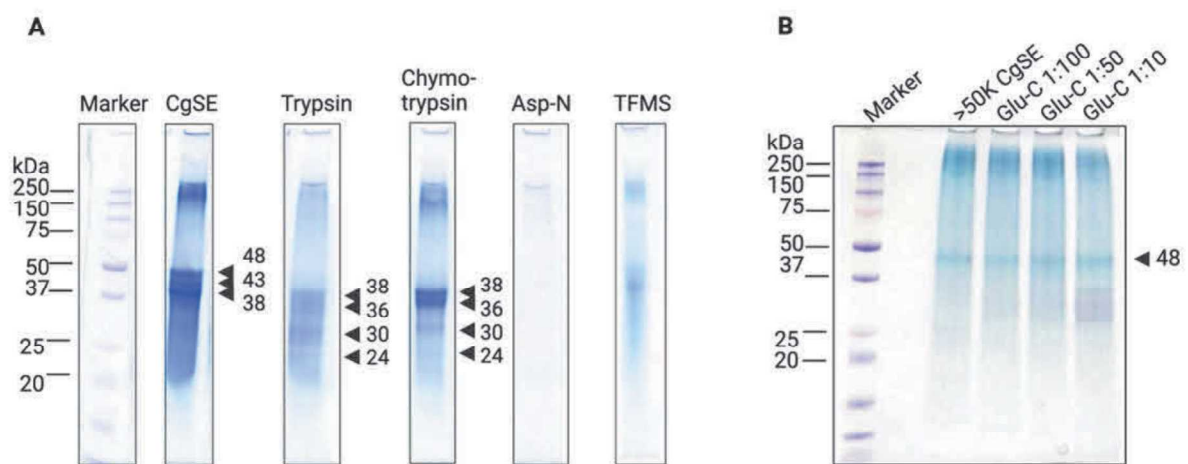 A
B
Marker
CgSE
Trypsin
Chymo-
trypsin
Asp-N
TFMS
kDa
250
150
75
50
37
25
20
48
43
38
38
36
30
24
38
36
30
24
Marker
>50K CgSE
Glu-C 1:100
Glu-C 1:50
Glu-C 1:10
kDa
250
150
75
50
37
25
20
48